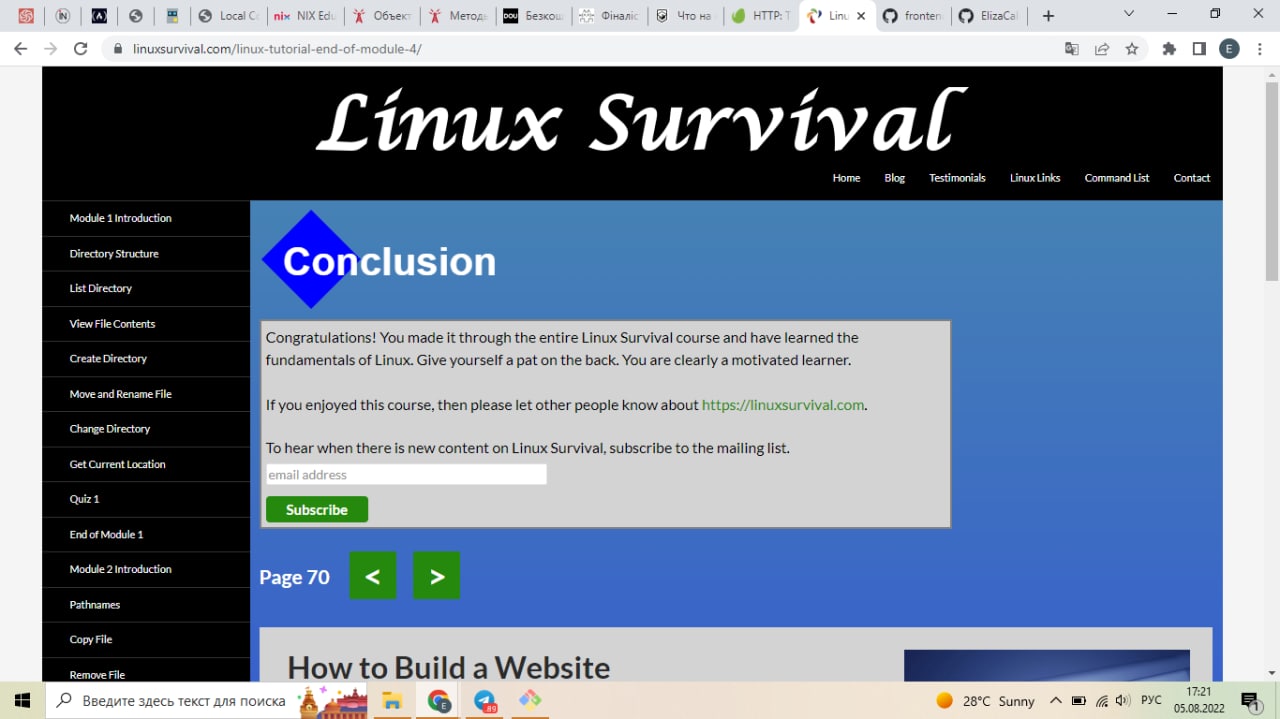 Locat:Co
NIX Edu
Объект
Методь
DOU
Безкош
Фіналіс
Что на
HTTP: Т
Linu
fronten
ElizaCal
linuxsurvival.com/linux-tutorial-end-of-module-4/
E
Linux Survival
Home Blog Testimonials Linux Links Command List Contact
Module 1 Introduction
Directory Structure
List Directory
View File Contents
Create Directory
Move and Rename File
Change Directory
Get Current Location
Quiz 1
End of Module 1
Module 2 Introduction
Pathnames
Copy File
Remove File
Conclusion
Congratulations! You made it through the entire Linux Survival course and have learned the
fundamentals of Linux. Give yourself a pat on the back. You are clearly a motivated learner.
If you enjoyed this course, then please let other people know about https://linuxsurvival.com.
To hear when there is new content on Linux Survival, subscribe to the mailing list.
email address
Subscribe
Page 70 < >
How to Build a Website
Введите здесь текст для поиска
89
28°C Sunny
РУС
17:21
05.08.2022
1